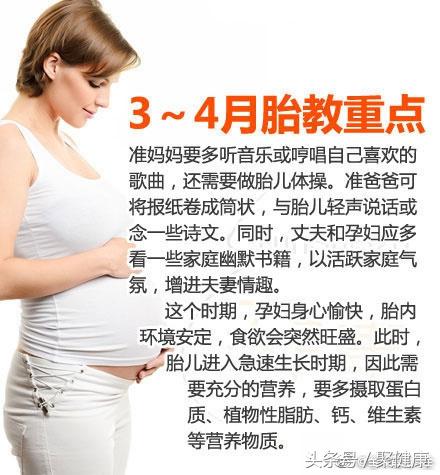 3～4月胎教重点
准妈妈要多听音乐或哼唱自己喜欢的
歌曲，还需要做胎儿体操。准爸爸可
将报纸卷成筒状，与胎儿轻声说话或
念一些诗文。同时，丈夫和孕妇应多
看一些家庭幽默书籍，以活跃家庭气
氛，增进夫妻情趣。
这个时期，孕妇身心愉快，胎内
环境安定，食欲会突然旺盛。此时，
胎儿进入急速生长时期，因此需
要充分的营养，要多摄取蛋白
质、植物性脂肪、钙、维生素
等营养物质。
头条号／聚健康